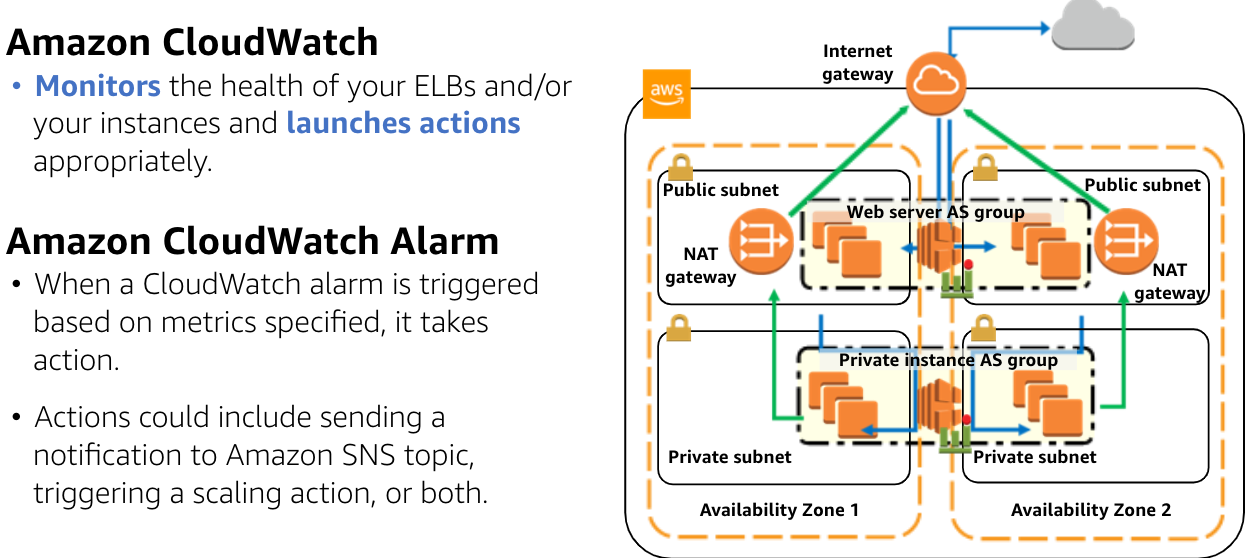 Amazon CloudWatch
• Monitors the health of your ELBs and/or
your instances and launches actions
appropriately.
Amazon CloudWatch Alarm
• When a CloudWatch alarm is triggered
based on metrics specified, it takes
action.
• Actions could include sending a
notification to Amazon SNS topic,
triggering a scaling action, or both.
Internet
gateway
aws
Public subnet
Public subnet
Web server AS group
NAT
gateway
NAT
gateway
Private instance AS group
Private subnet
Private subnet
Availability Zone 1
Availability Zone 2